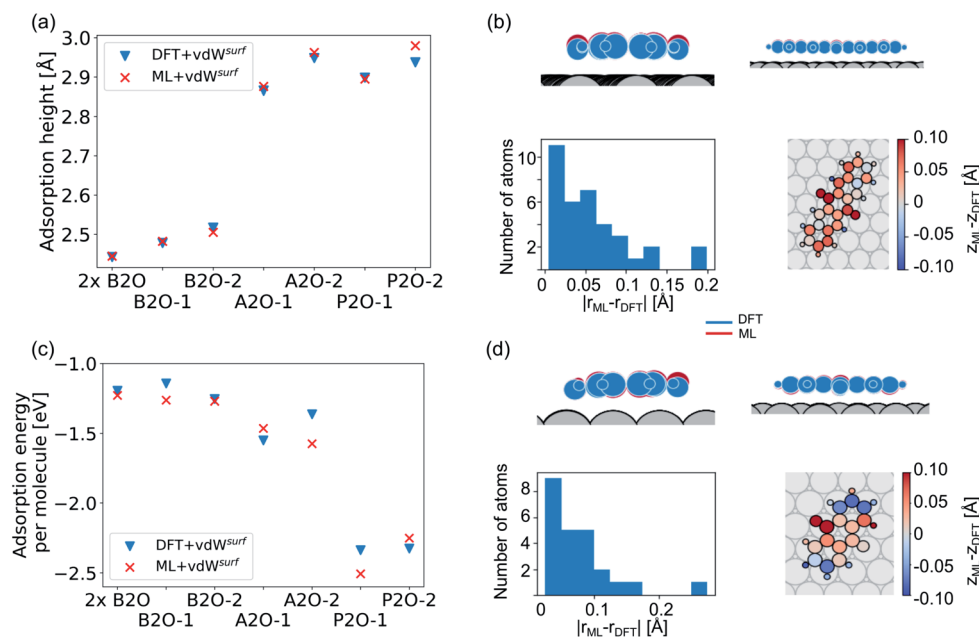 (a)
3.0
2.9
2.8
2.7
2.6
2.5
Adsorption height [Å]
DFT+vdW^surf
ML+vdW^surf
2x B2O B2O-2 A2O-2 P2O-2
B2O-1 A2O-1 P2O-1
(b)
10
8
6
4
2
Number of atoms
0 0.05 0.1 0.15 0.2
|r_ML-r_DFT| [Å]
0.10
0.05
0
-0.05
-0.10
z_ML-z_DFT [Å]
DFT
ML
(c)
−1.0
−1.5
−2.0
−2.5
Adsorption energy
per molecule [eV]
DFT+vdW^surf
ML+vdW^surf
2x B2O B2O-2 A2O-2 P2O-2
B2O-1 A2O-1 P2O-1
(d)
8
6
4
2
Number of atoms
0 0.1 0.2
|r_ML-r_DFT| [Å]
0.10
0.05
0
-0.05
-0.10
z_ML-z_DFT [Å]